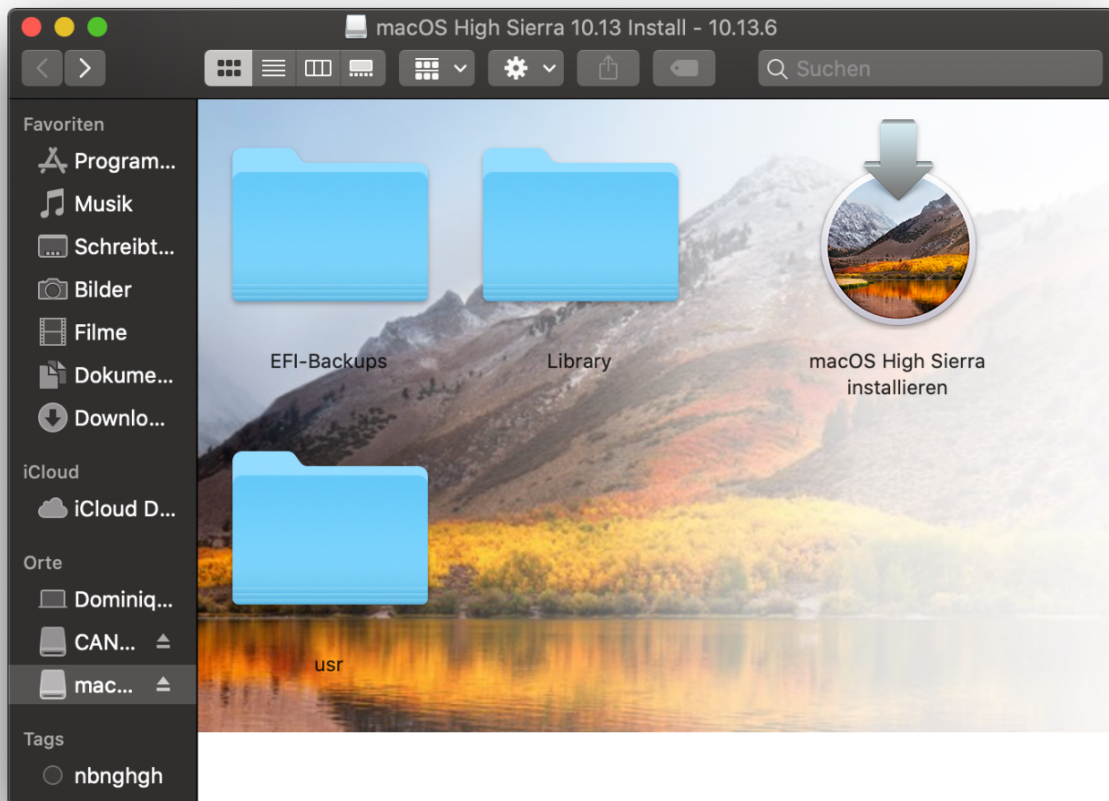 macOS High Sierra 10.13 Install - 10.13.6
Suchen
Favoriten
Program...
Musik
Schreibt...
Bilder
Filme
Dokume...
Downlo...
iCloud
iCloud D...
Orte
Dominiq...
CAN...
mac...
Tags
nbnghgh
EFI-Backups
Library
macOS High Sierra
installieren
usr